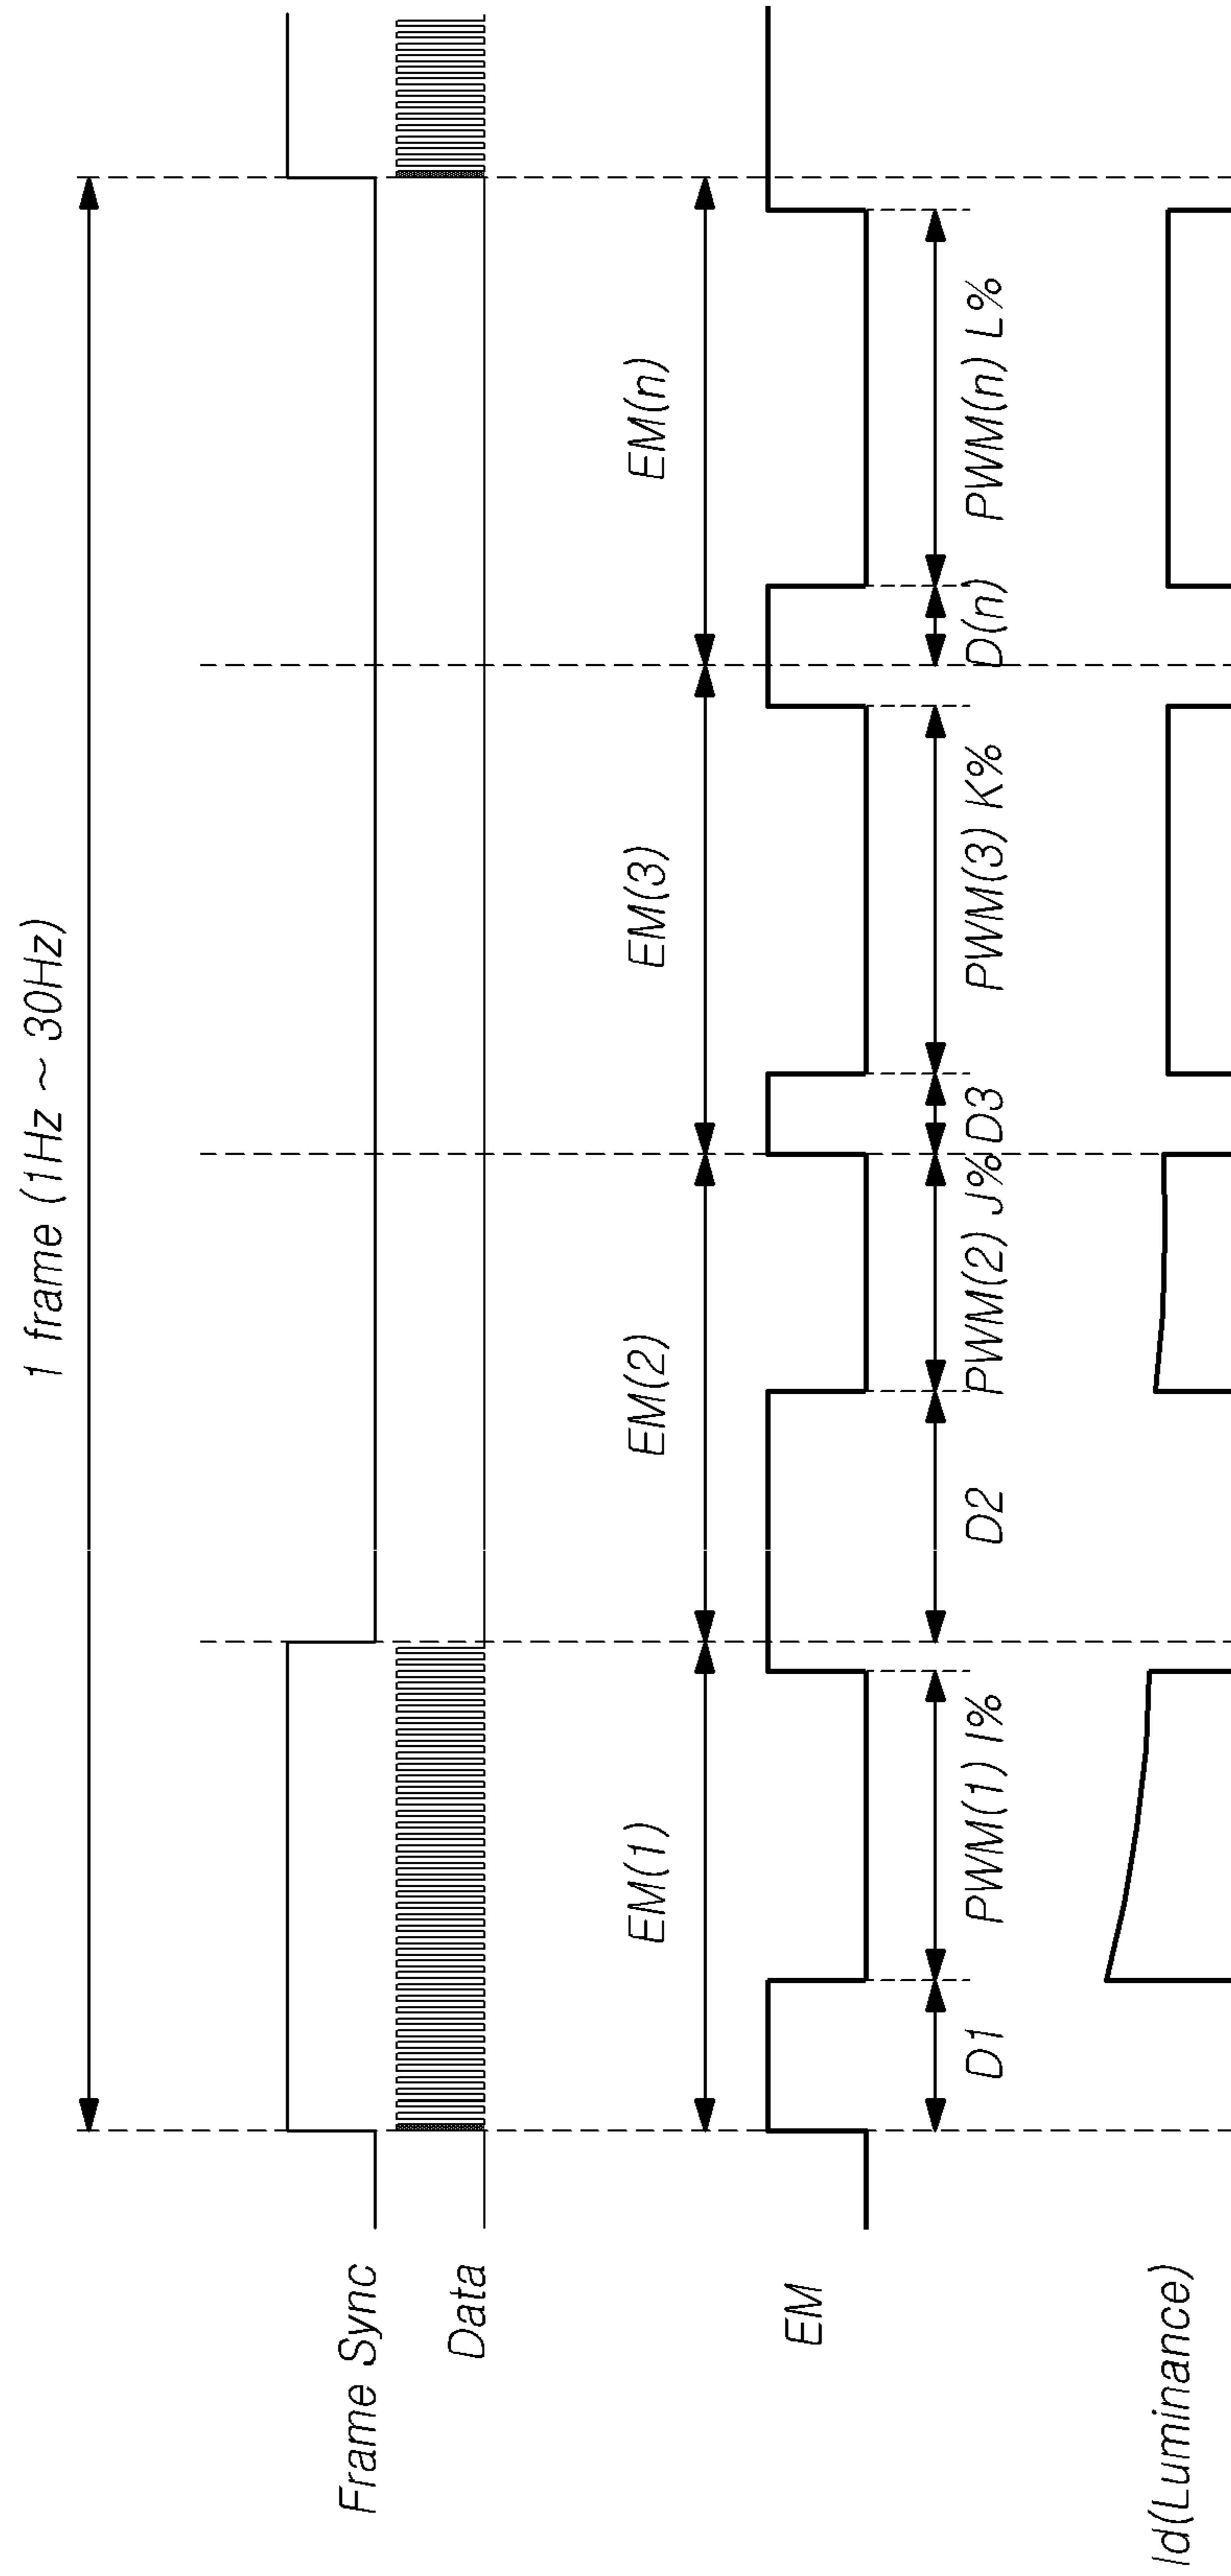 1 frame (1Hz ~ 30Hz)
Frame Sync
Data
EM(1)
EM(2)
EM(3)
EM(n)
EM
D1
PWM(1) I%
D2
PWM(2) J%
D3
PWM(3) K%
D(n)
PWM(n) L%
Id(Luminance)